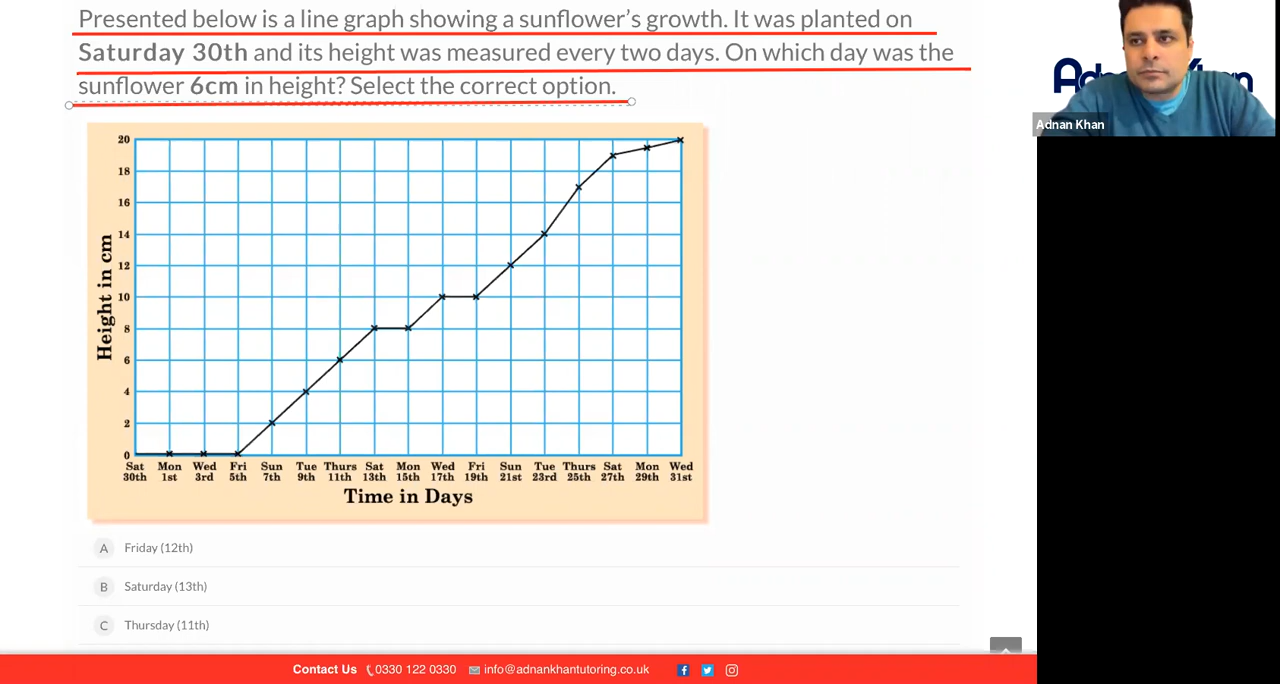 Presented below is a line graph showing a sunflower's growth. It was planted on
Saturday 30th and its height was measured every two days. On which day was the
sunflower 6cm in height? Select the correct option.
Adnan Khan
20
18
16
14
12
10
8
6
4
2
0
Height in cm
Sat Mon Wed Fri Sun Tue Thurs Sat Mon Wed Fri Sun Tue Thurs Sat Mon Wed
30th 1st 3rd 5th 7th 9th 11th 13th 15th 17th 19th 21st 23rd 25th 27th 29th 31st
Time in Days
A Friday (12th)
B Saturday (13th)
C Thursday (11th)
Contact Us 0330 122 0330 info@adnankhantutoring.co.uk